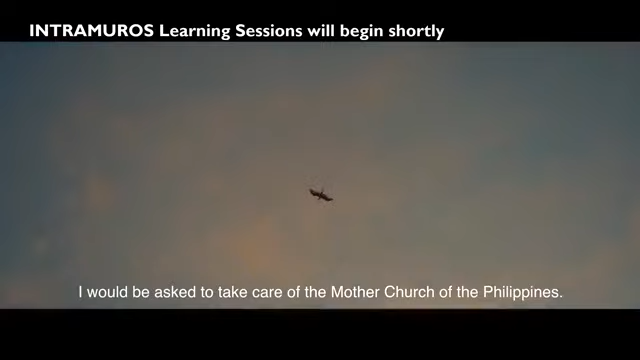 INTRAMUROS Learning Sessions will begin shortly
I would be asked to take care of the Mother Church of the Philippines.